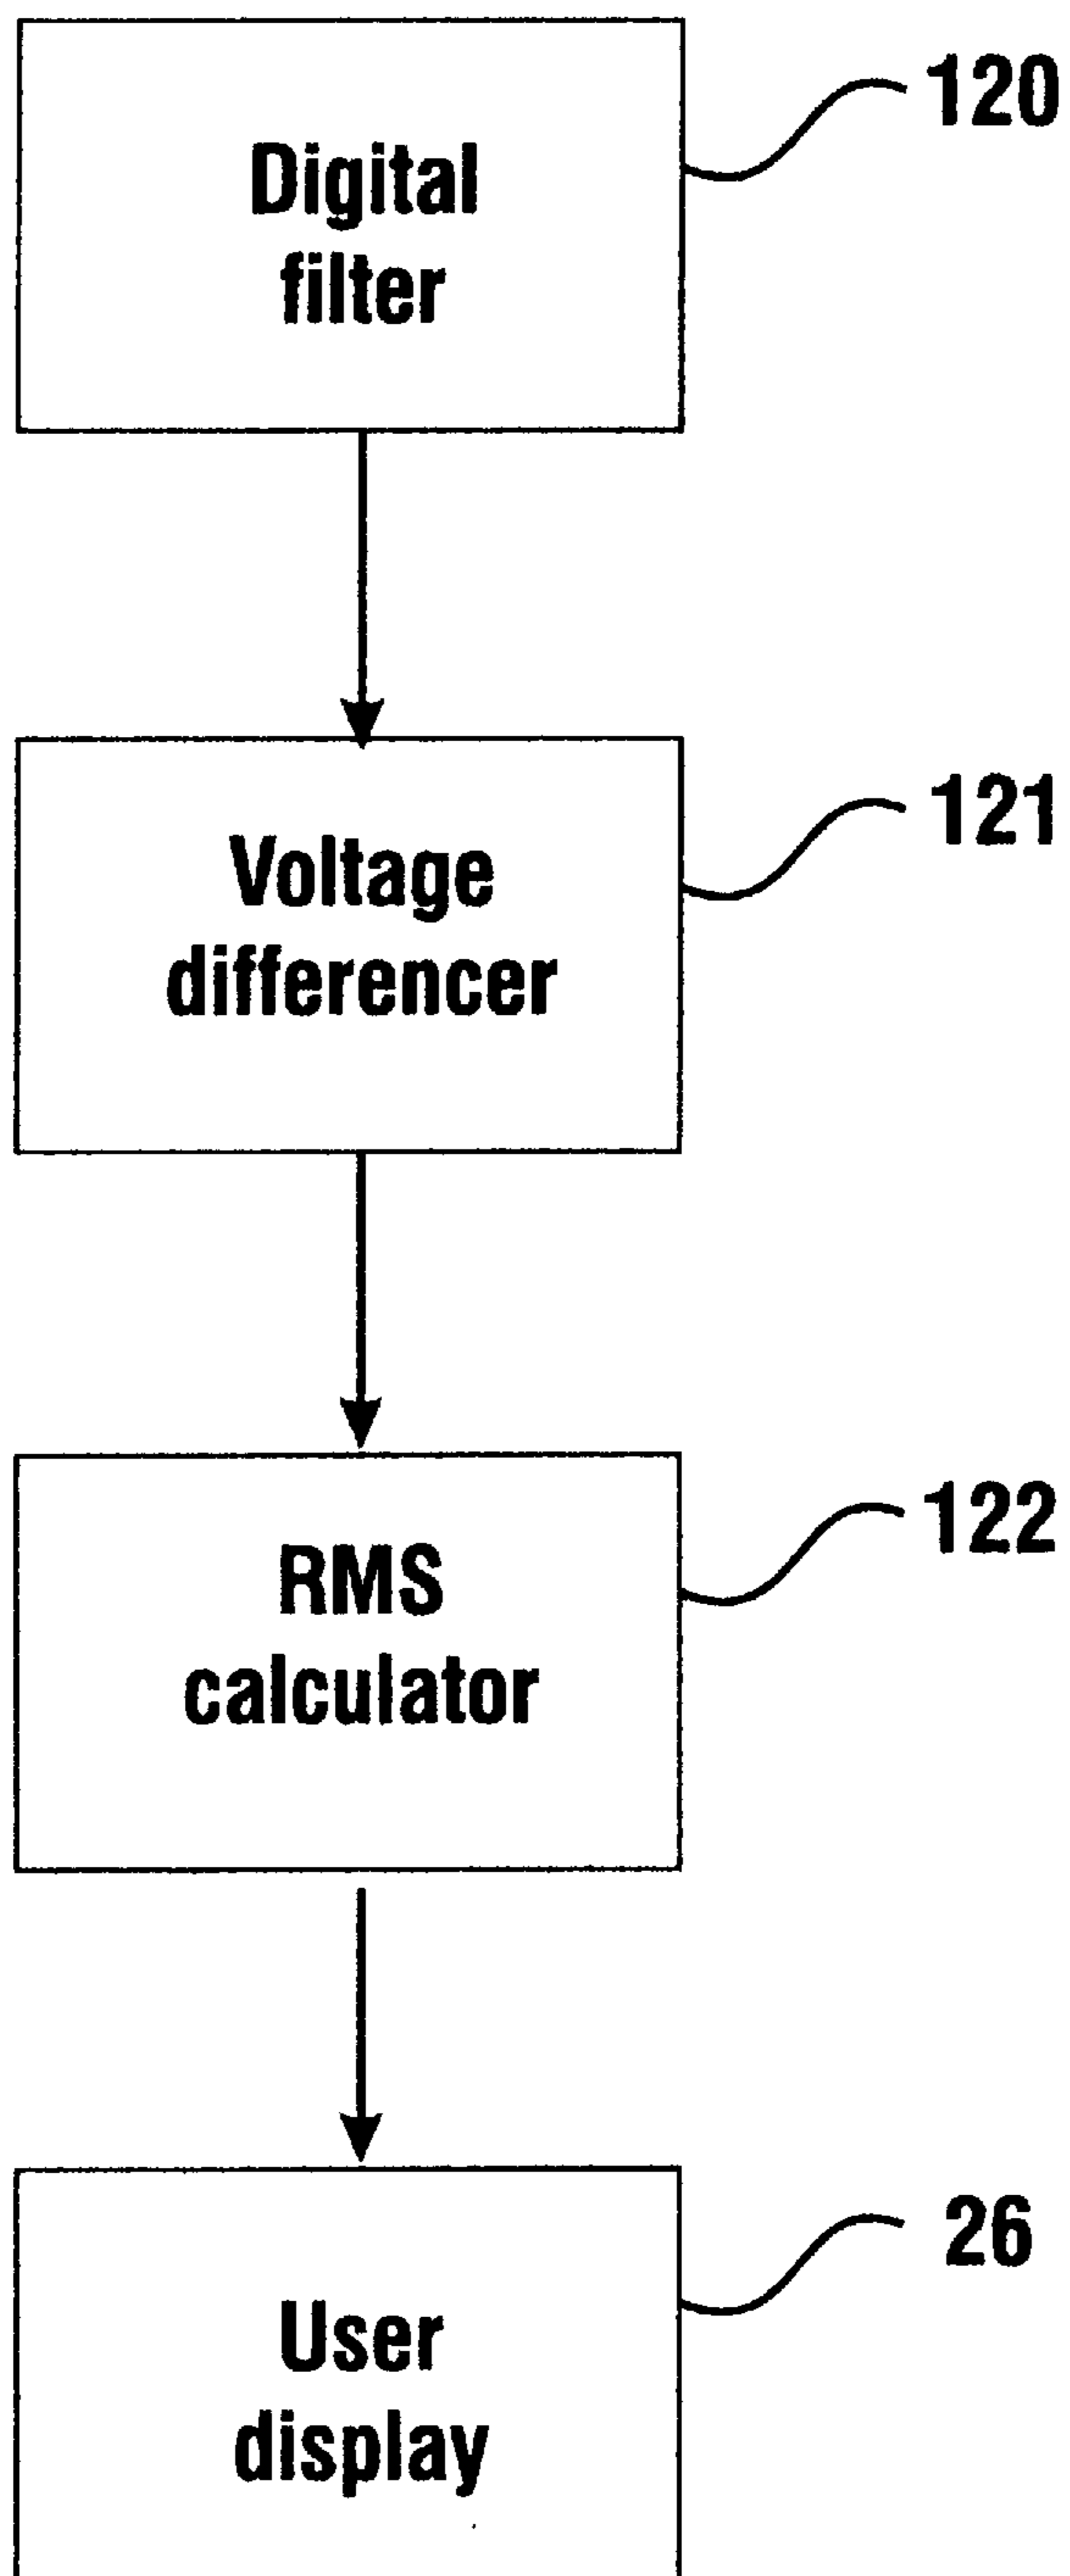 120
Digital
filter
121
Voltage
differencer
122
RMS
calculator
26
User
display